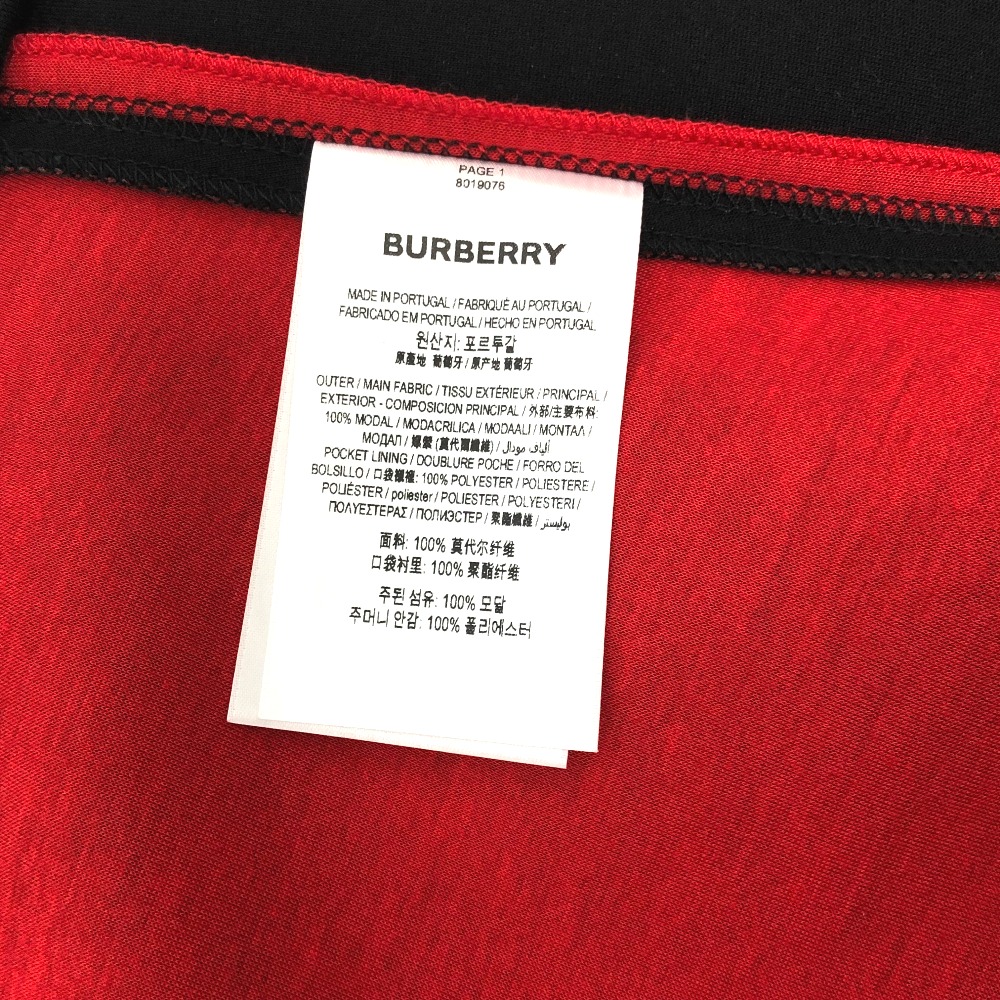 PAGE 1
8019076
BURBERRY
MADE IN PORTUGAL / FABRIQUÉ AU PORTUGAL /
FABRICADO EM PORTUGAL / HECHO EN PORTUGAL
원산지: 포르투갈
原產地 葡萄牙 / 原产地 葡萄牙
OUTER / MAIN FABRIC / TISSU EXTÉRIEUR / PRINCIPAL /
EXTERIOR - COMPOSICION PRINCIPAL / 外部/主要布料:
100% MODAL / MODACRILICA / MODAALI / ΜΟΝΤΑΛ /
МОДАЛ / 嫘縈 (莫代爾纖維) / ألياف مودال
POCKET LINING / DOUBLURE POCHE / FORRO DEL
BOLSILLO / 口袋襯裡: 100% POLYESTER / POLIESTERE /
POLIÉSTER / poliester / POLIESTER / POLYESTERI /
ΠΟΛΥΕΣΤΕΡΑΣ / ПОЛИЭСТЕР / 聚酯纖維 / بوليستر
面料: 100% 莫代尔纤维
口袋衬里: 100% 聚酯纤维
주된 섬유: 100% 모달
주머니 안감: 100% 폴리에스터